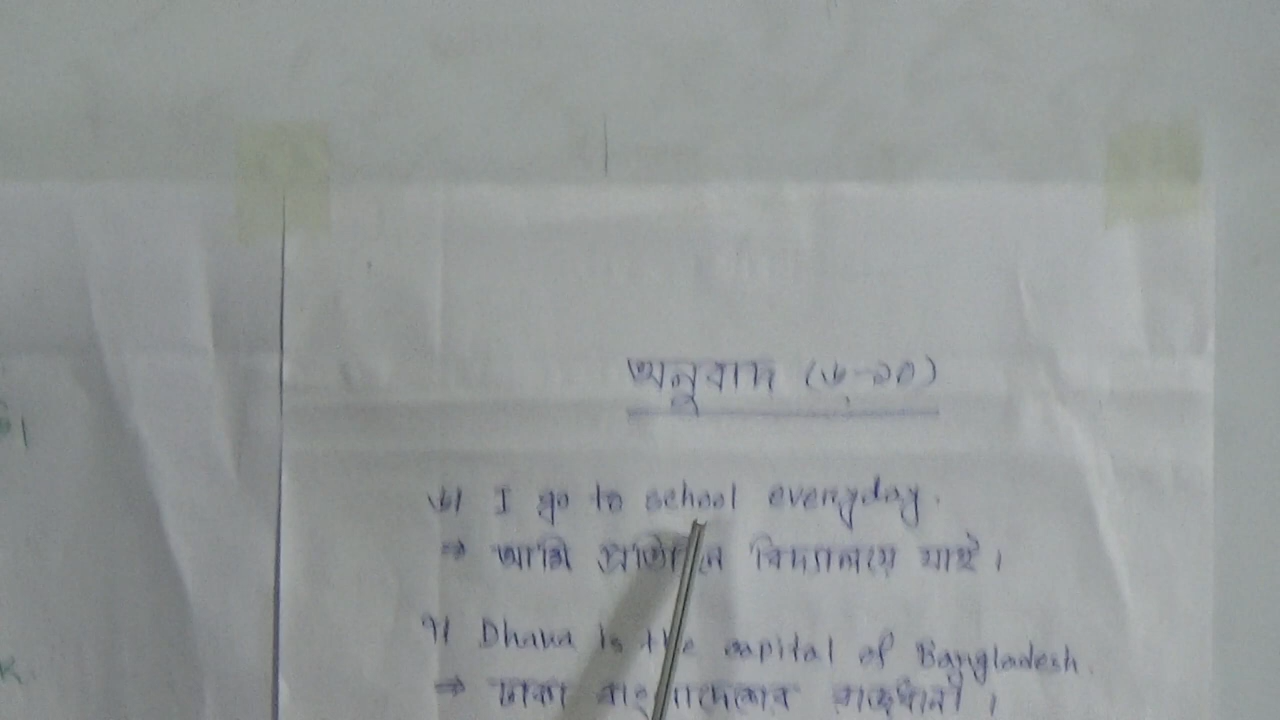 অনুবাদ (৬-১০)
৬। I go to school everyday.
⇒ আমি প্রতিদিন বিদ্যালয়ে যাই।
৭। Dhaka is the capital of Bangladesh.
⇒ ঢাকা বাংলাদেশের রাজধানী।